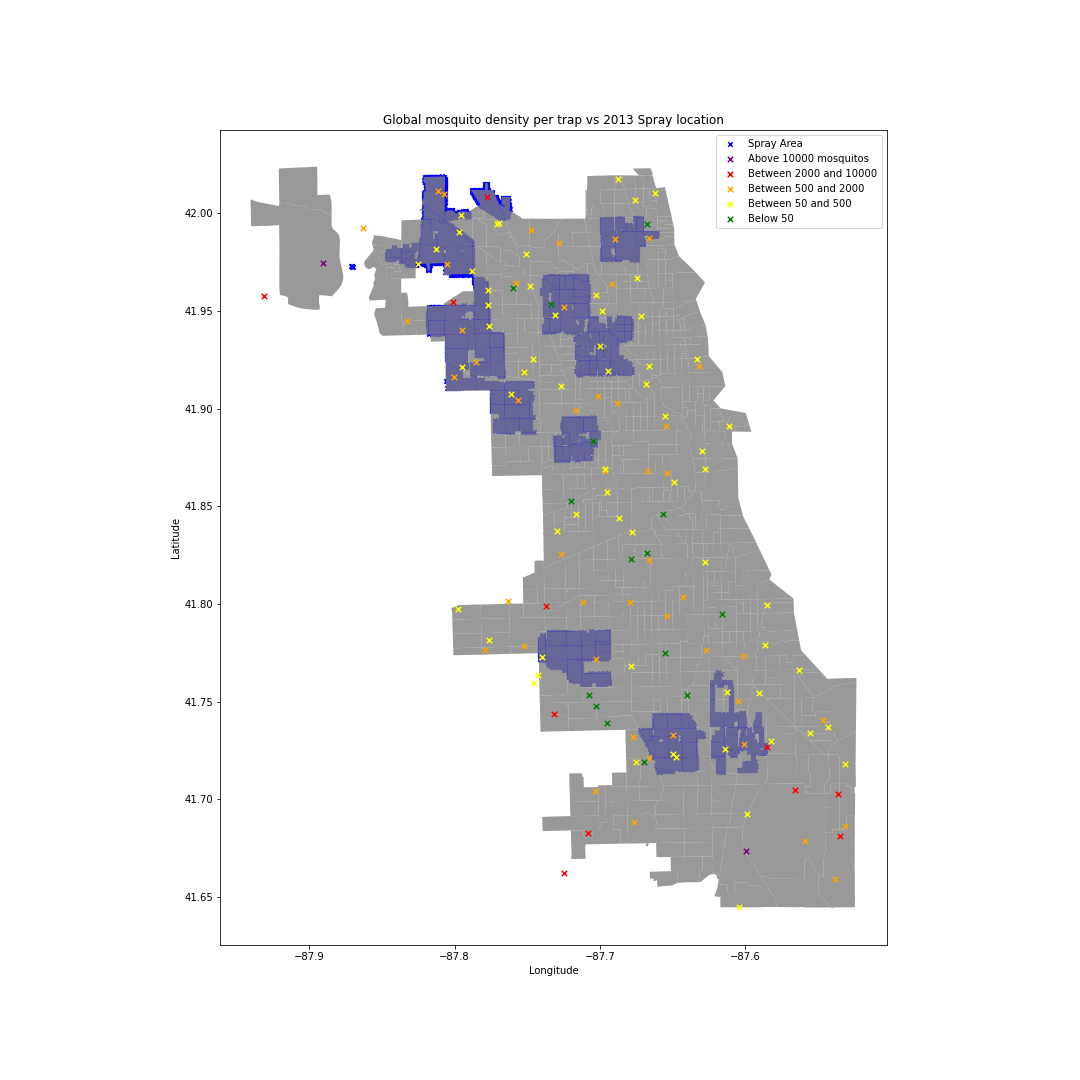 Global mosquito density per trap vs 2013 Spray location
Spray Area
Above 10000 mosquitos
Between 2000 and 10000
Between 500 and 2000
Between 50 and 500
Below 50
42.00
41.95
41.90
41.85
41.80
41.75
41.70
41.65
Latitude
−87.9
−87.8
−87.7
−87.6
Longitude